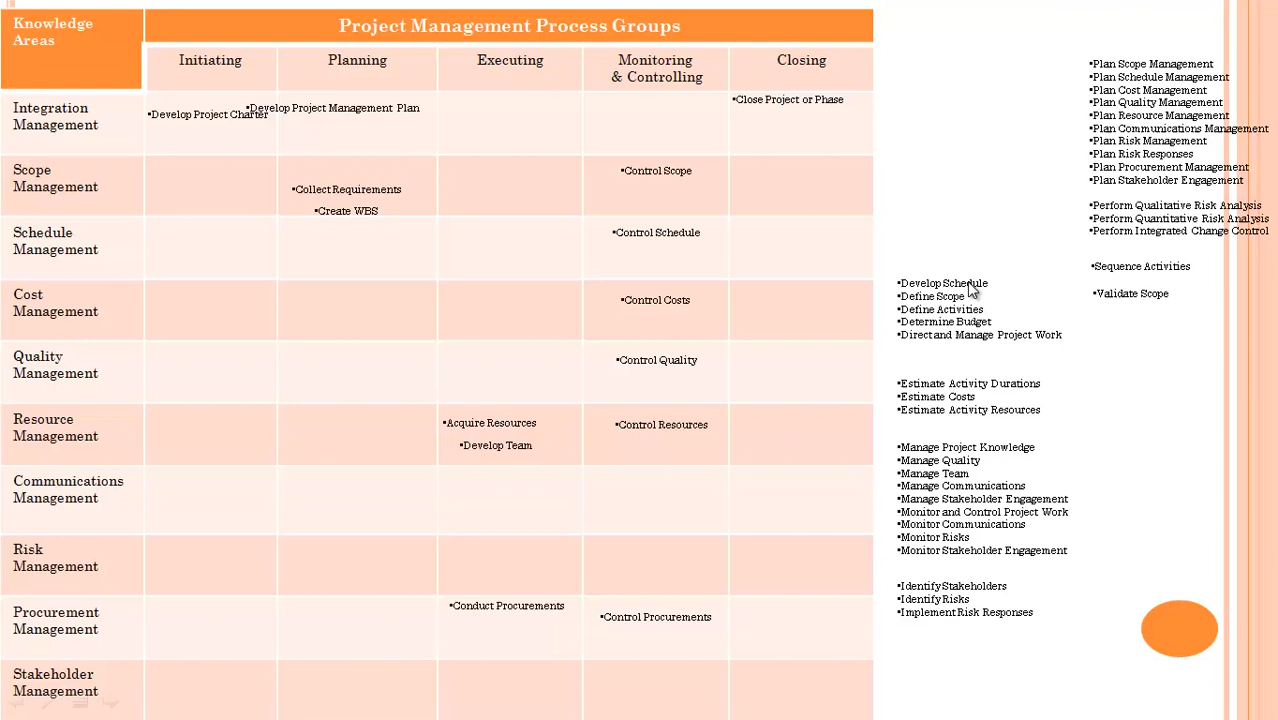 Knowledge
Areas
Project Management Process Groups
Initiating
Planning
Executing
Monitoring
& Controlling
Closing
Integration
Management
•Develop Project Charter
•Develop Project Management Plan
•Close Project or Phase
Scope
Management
•Collect Requirements
•Create WBS
•Control Scope
Schedule
Management
•Control Schedule
Cost
Management
•Control Costs
Quality
Management
•Control Quality
Resource
Management
•Acquire Resources
•Develop Team
•Control Resources
Communications
Management
Risk
Management
Procurement
Management
•Conduct Procurements
•Control Procurements
Stakeholder
Management
•Develop Schedule
•Define Scope
•Define Activities
•Determine Budget
•Direct and Manage Project Work
•Estimate Activity Durations
•Estimate Costs
•Estimate Activity Resources
•Manage Project Knowledge
•Manage Quality
•Manage Team
•Manage Communications
•Manage Stakeholder Engagement
•Monitor and Control Project Work
•Monitor Communications
•Monitor Risks
•Monitor Stakeholder Engagement
•Identify Stakeholders
•Identify Risks
•Implement Risk Responses
•Plan Scope Management
•Plan Schedule Management
•Plan Cost Management
•Plan Quality Management
•Plan Resource Management
•Plan Communications Management
•Plan Risk Management
•Plan Risk Responses
•Plan Procurement Management
•Plan Stakeholder Engagement
•Perform Qualitative Risk Analysis
•Perform Quantitative Risk Analysis
•Perform Integrated Change Control
•Sequence Activities
•Validate Scope